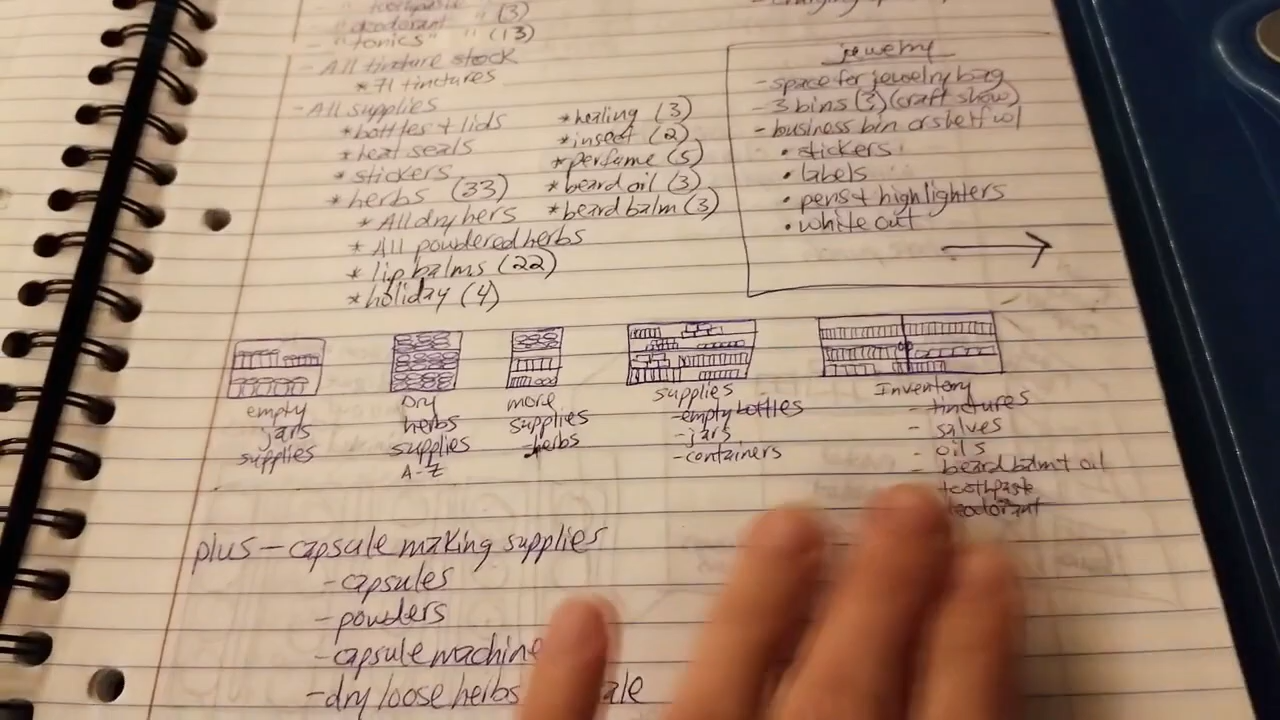 "toothpaste
"deodorant " (3)
- "tonics" " (13)
- All tincture stock
* 71 tinctures
- All supplies
* bottles + lids
* heat seals
* stickers
* herbs (33)
* All dry hers
* All powdered herbs
* lip balms (22)
* holiday (4)
* healing (3)
* insect (2)
* perfume (5)
* beard oil (3)
* beard balm (3)
jewelry
- space for jewelry bag
- 3 bins (3) (craft show)
- business bin or shelf w/
• stickers
• labels
• pens + highlighters
• white out
empty
jars
supplies
Dry
herbs
supplies
A-Z
more
supplies
-herbs
supplies
-empty bottles
-jars
-containers
Inventory
- tinctures
- salves
- oils
- beard balm + oil
toothpaste
deodorant
plus - capsule making supplies
- capsules
- powders
- capsule machine
- dry loose herbs